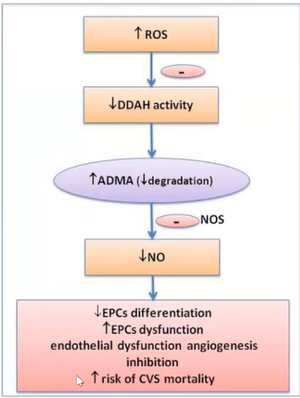 ↑ROS
-
↓DDAH activity
↑ADMA (↓degradation)
- NOS
↓NO
↓EPCs differentiation
↑EPCs dysfunction
endothelial dysfunction angiogenesis
inhibition
↑risk of CVS mortality